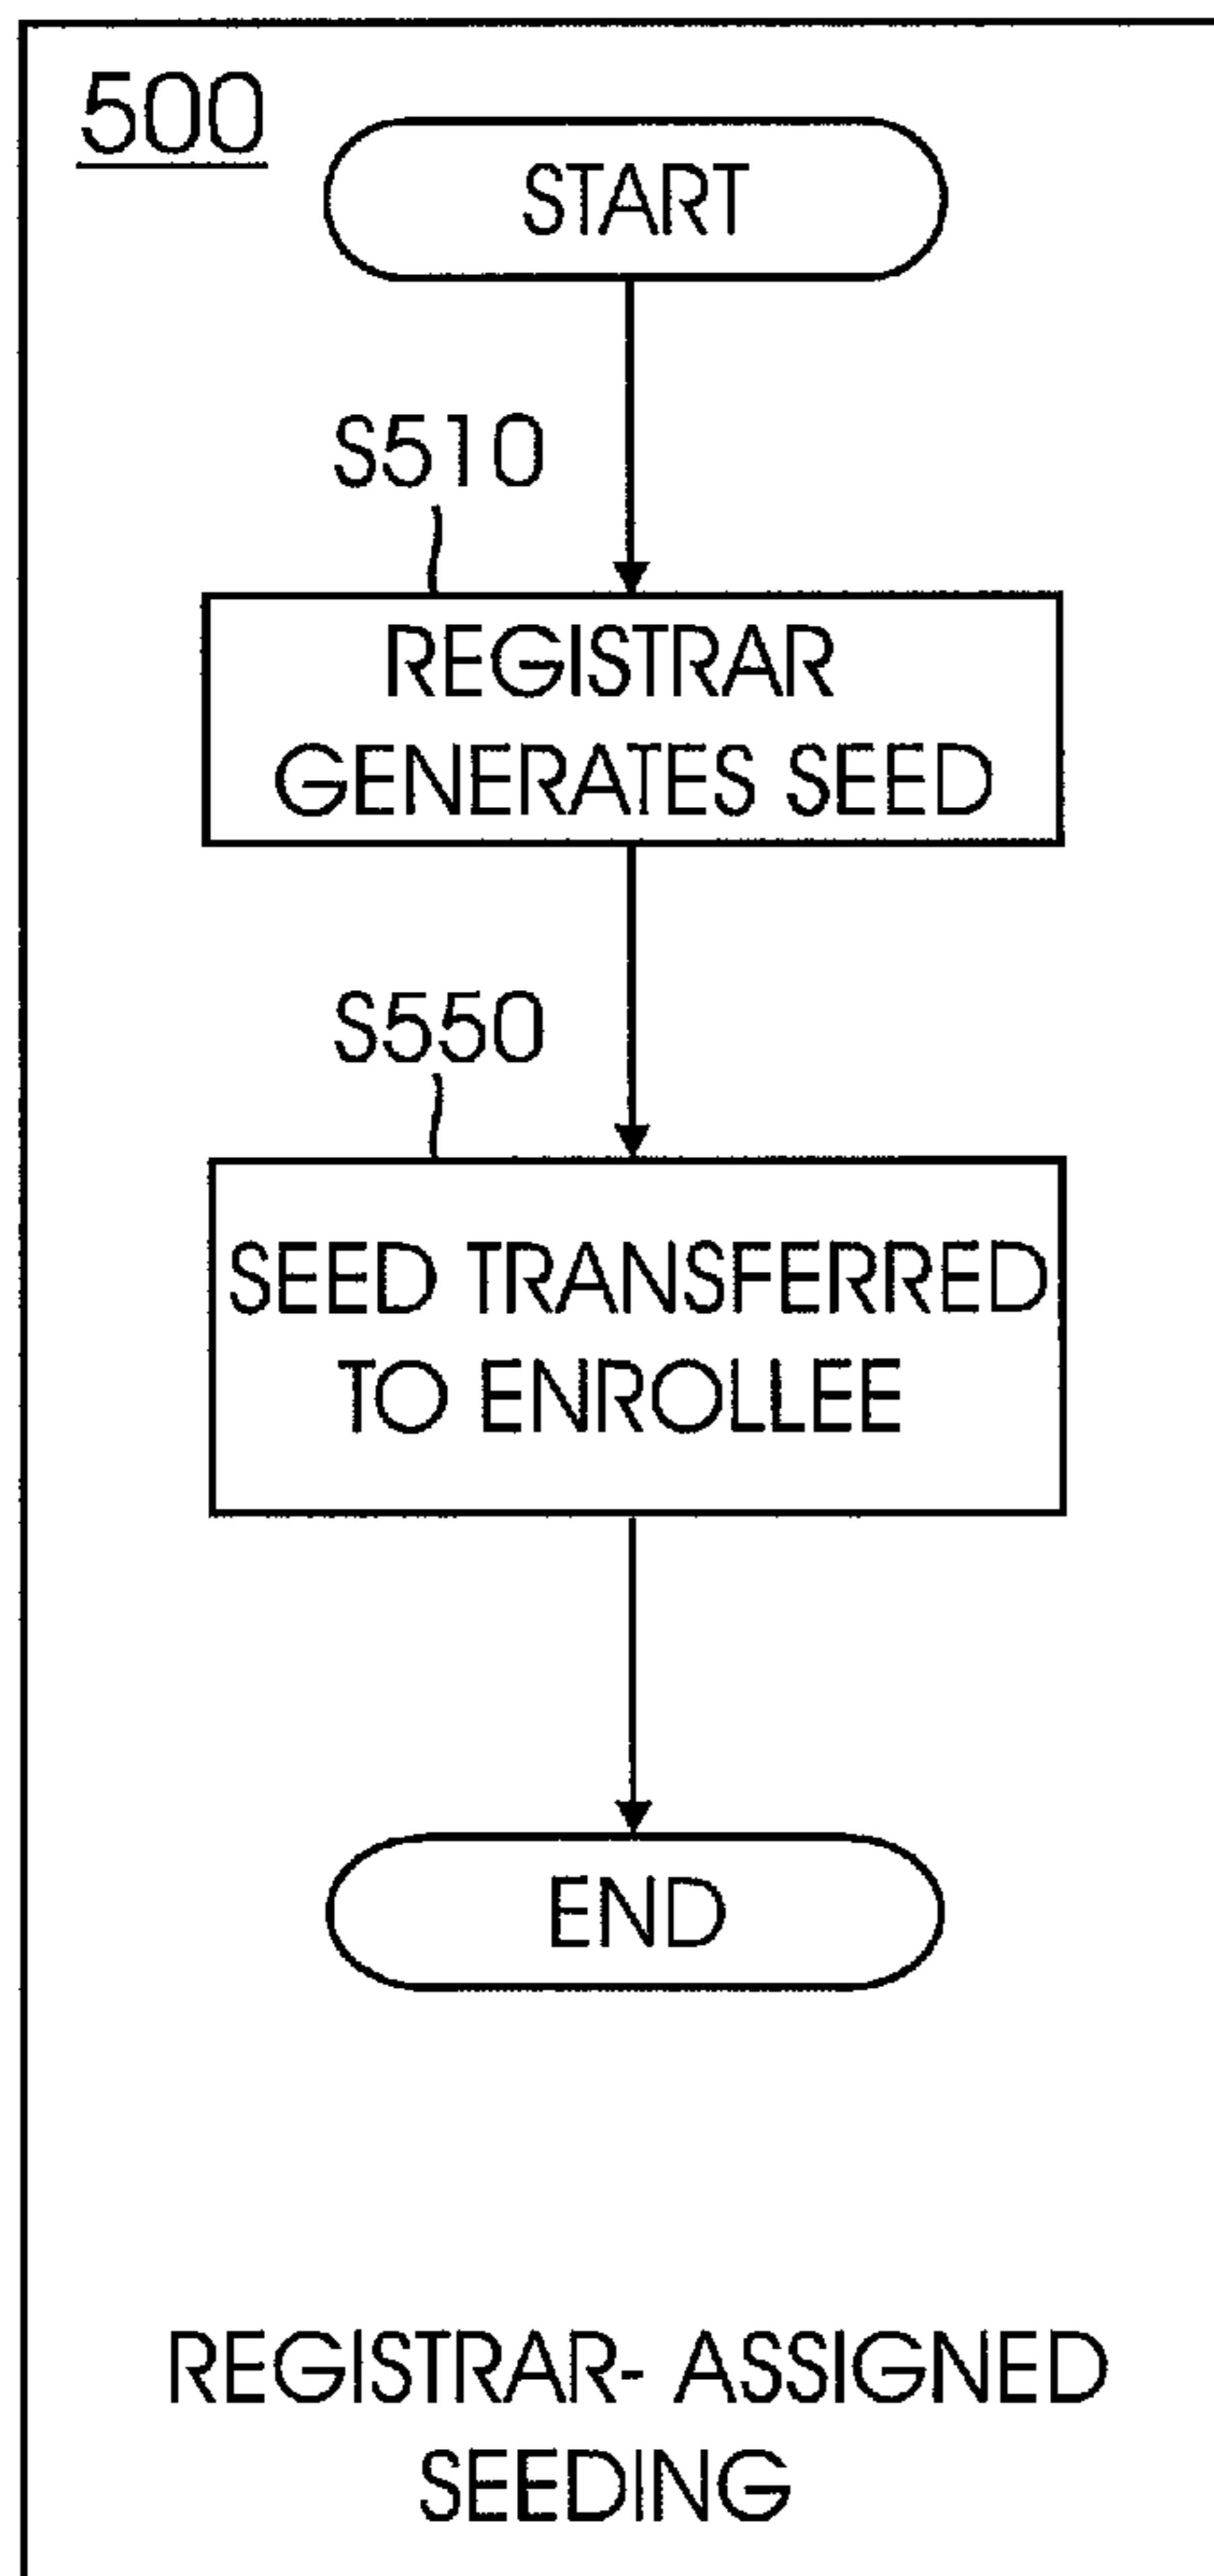 500
START
S510
REGISTRAR
GENERATES SEED
S550
SEED TRANSFERRED
TO ENROLLEE
END
REGISTRAR- ASSIGNED
SEEDING